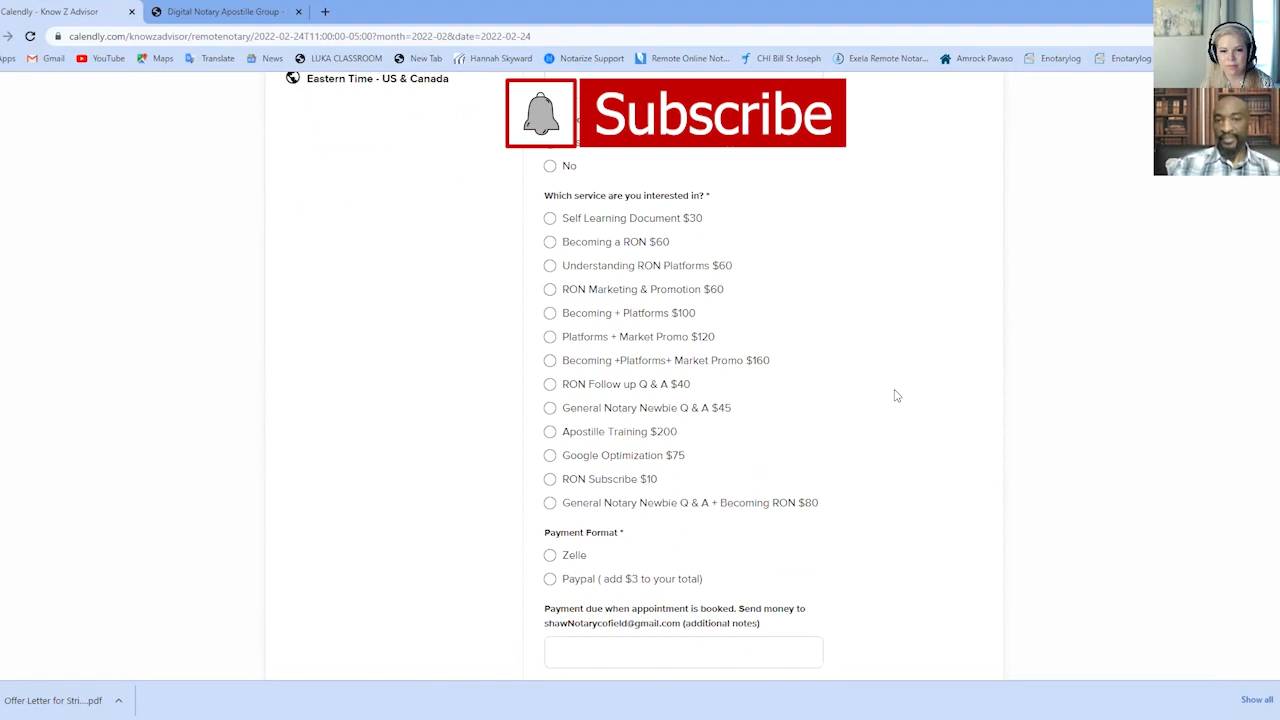 Calendly - Know Z Advisor
Digital Notary Apostille Group -
calendly.com/knowzadvisor/remotenotary/2022-02-24T11:00:00-05:00?month=2022-02&date=2022-02-24
Apps Gmail YouTube Maps Translate News LUKA CLASSROOM New Tab Hannah Skyward Notarize Support Remote Online Not... CHI Bill St Joseph Exela Remote Notar... Amrock Pavaso Enotarylog Enotarylog
Eastern Time - US & Canada
Subscribe
No
Which service are you interested in? *
Self Learning Document $30
Becoming a RON $60
Understanding RON Platforms $60
RON Marketing & Promotion $60
Becoming + Platforms $100
Platforms + Market Promo $120
Becoming +Platforms+ Market Promo $160
RON Follow up Q & A $40
General Notary Newbie Q & A $45
Apostille Training $200
Google Optimization $75
RON Subscribe $10
General Notary Newbie Q & A + Becoming RON $80
Payment Format *
Zelle
Paypal ( add $3 to your total)
Payment due when appointment is booked. Send money to
shawNotarycofield@gmail.com (additional notes)
Offer Letter for Stri....pdf
Show all